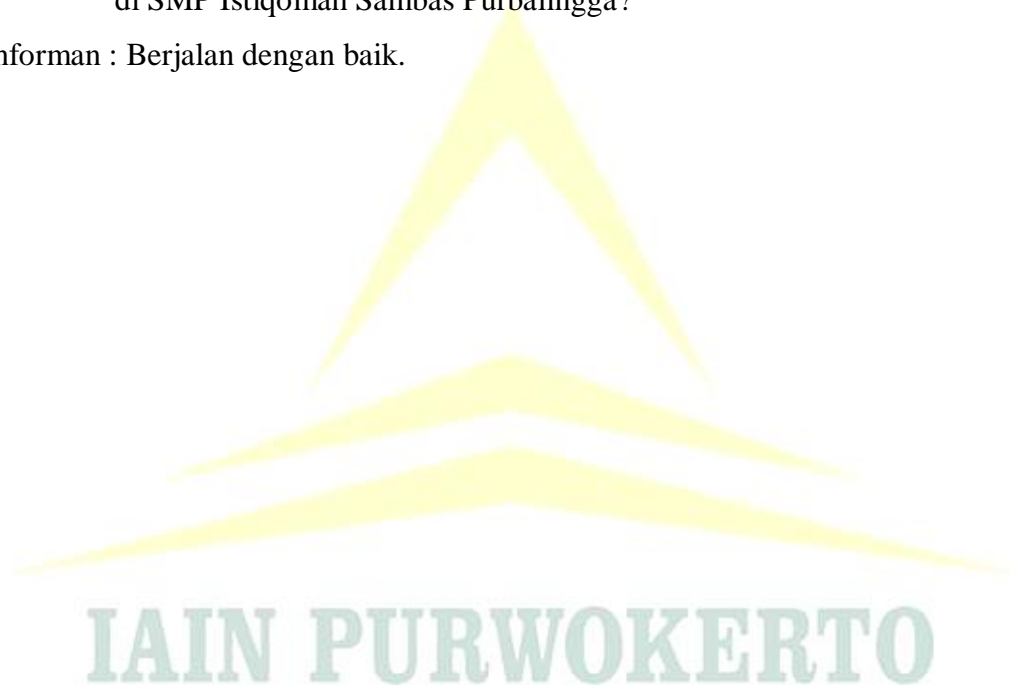 di SMP Istiqomah Sambas Purbalingga?
nforman : Berjalan dengan baik.
IAIN PURWOKERTO